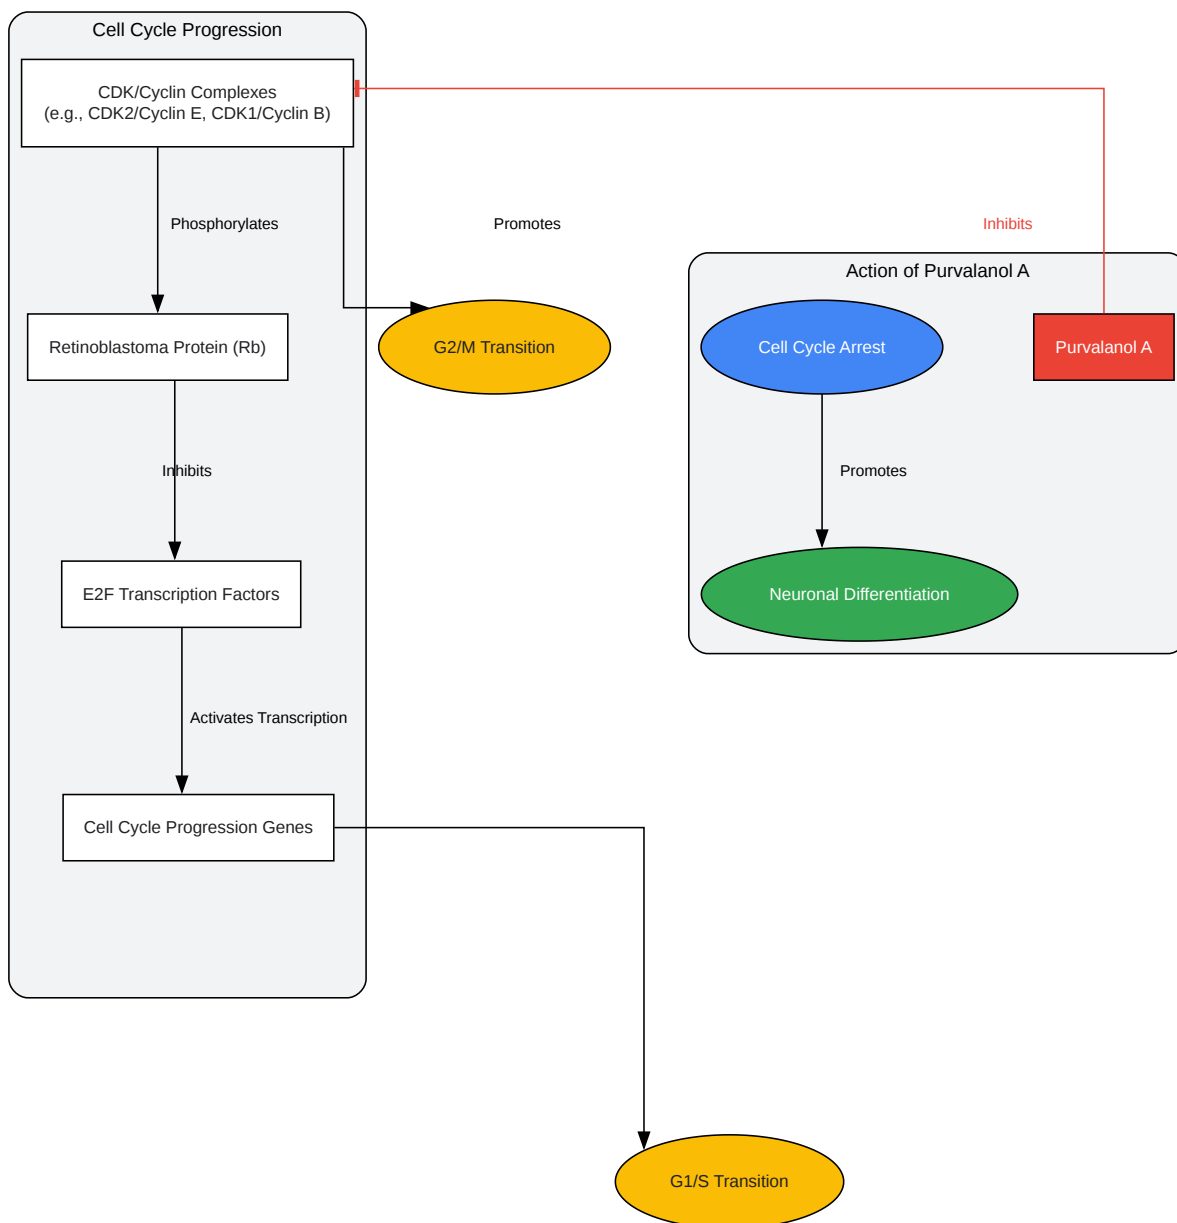 Cell Cycle Progression
CDK/Cyclin Complexes
(e.g., CDK2/Cyclin E, CDK1/Cyclin B)
Phosphorylates
Promotes
Inhibits
Action of Purvalanol A
Retinoblastoma Protein (Rb)
G2/M Transition
Cell Cycle Arrest
Purvalanol A
Inhibits
Promotes
E2F Transcription Factors
Neuronal Differentiation
Activates Transcription
Cell Cycle Progression Genes
G1/S Transition